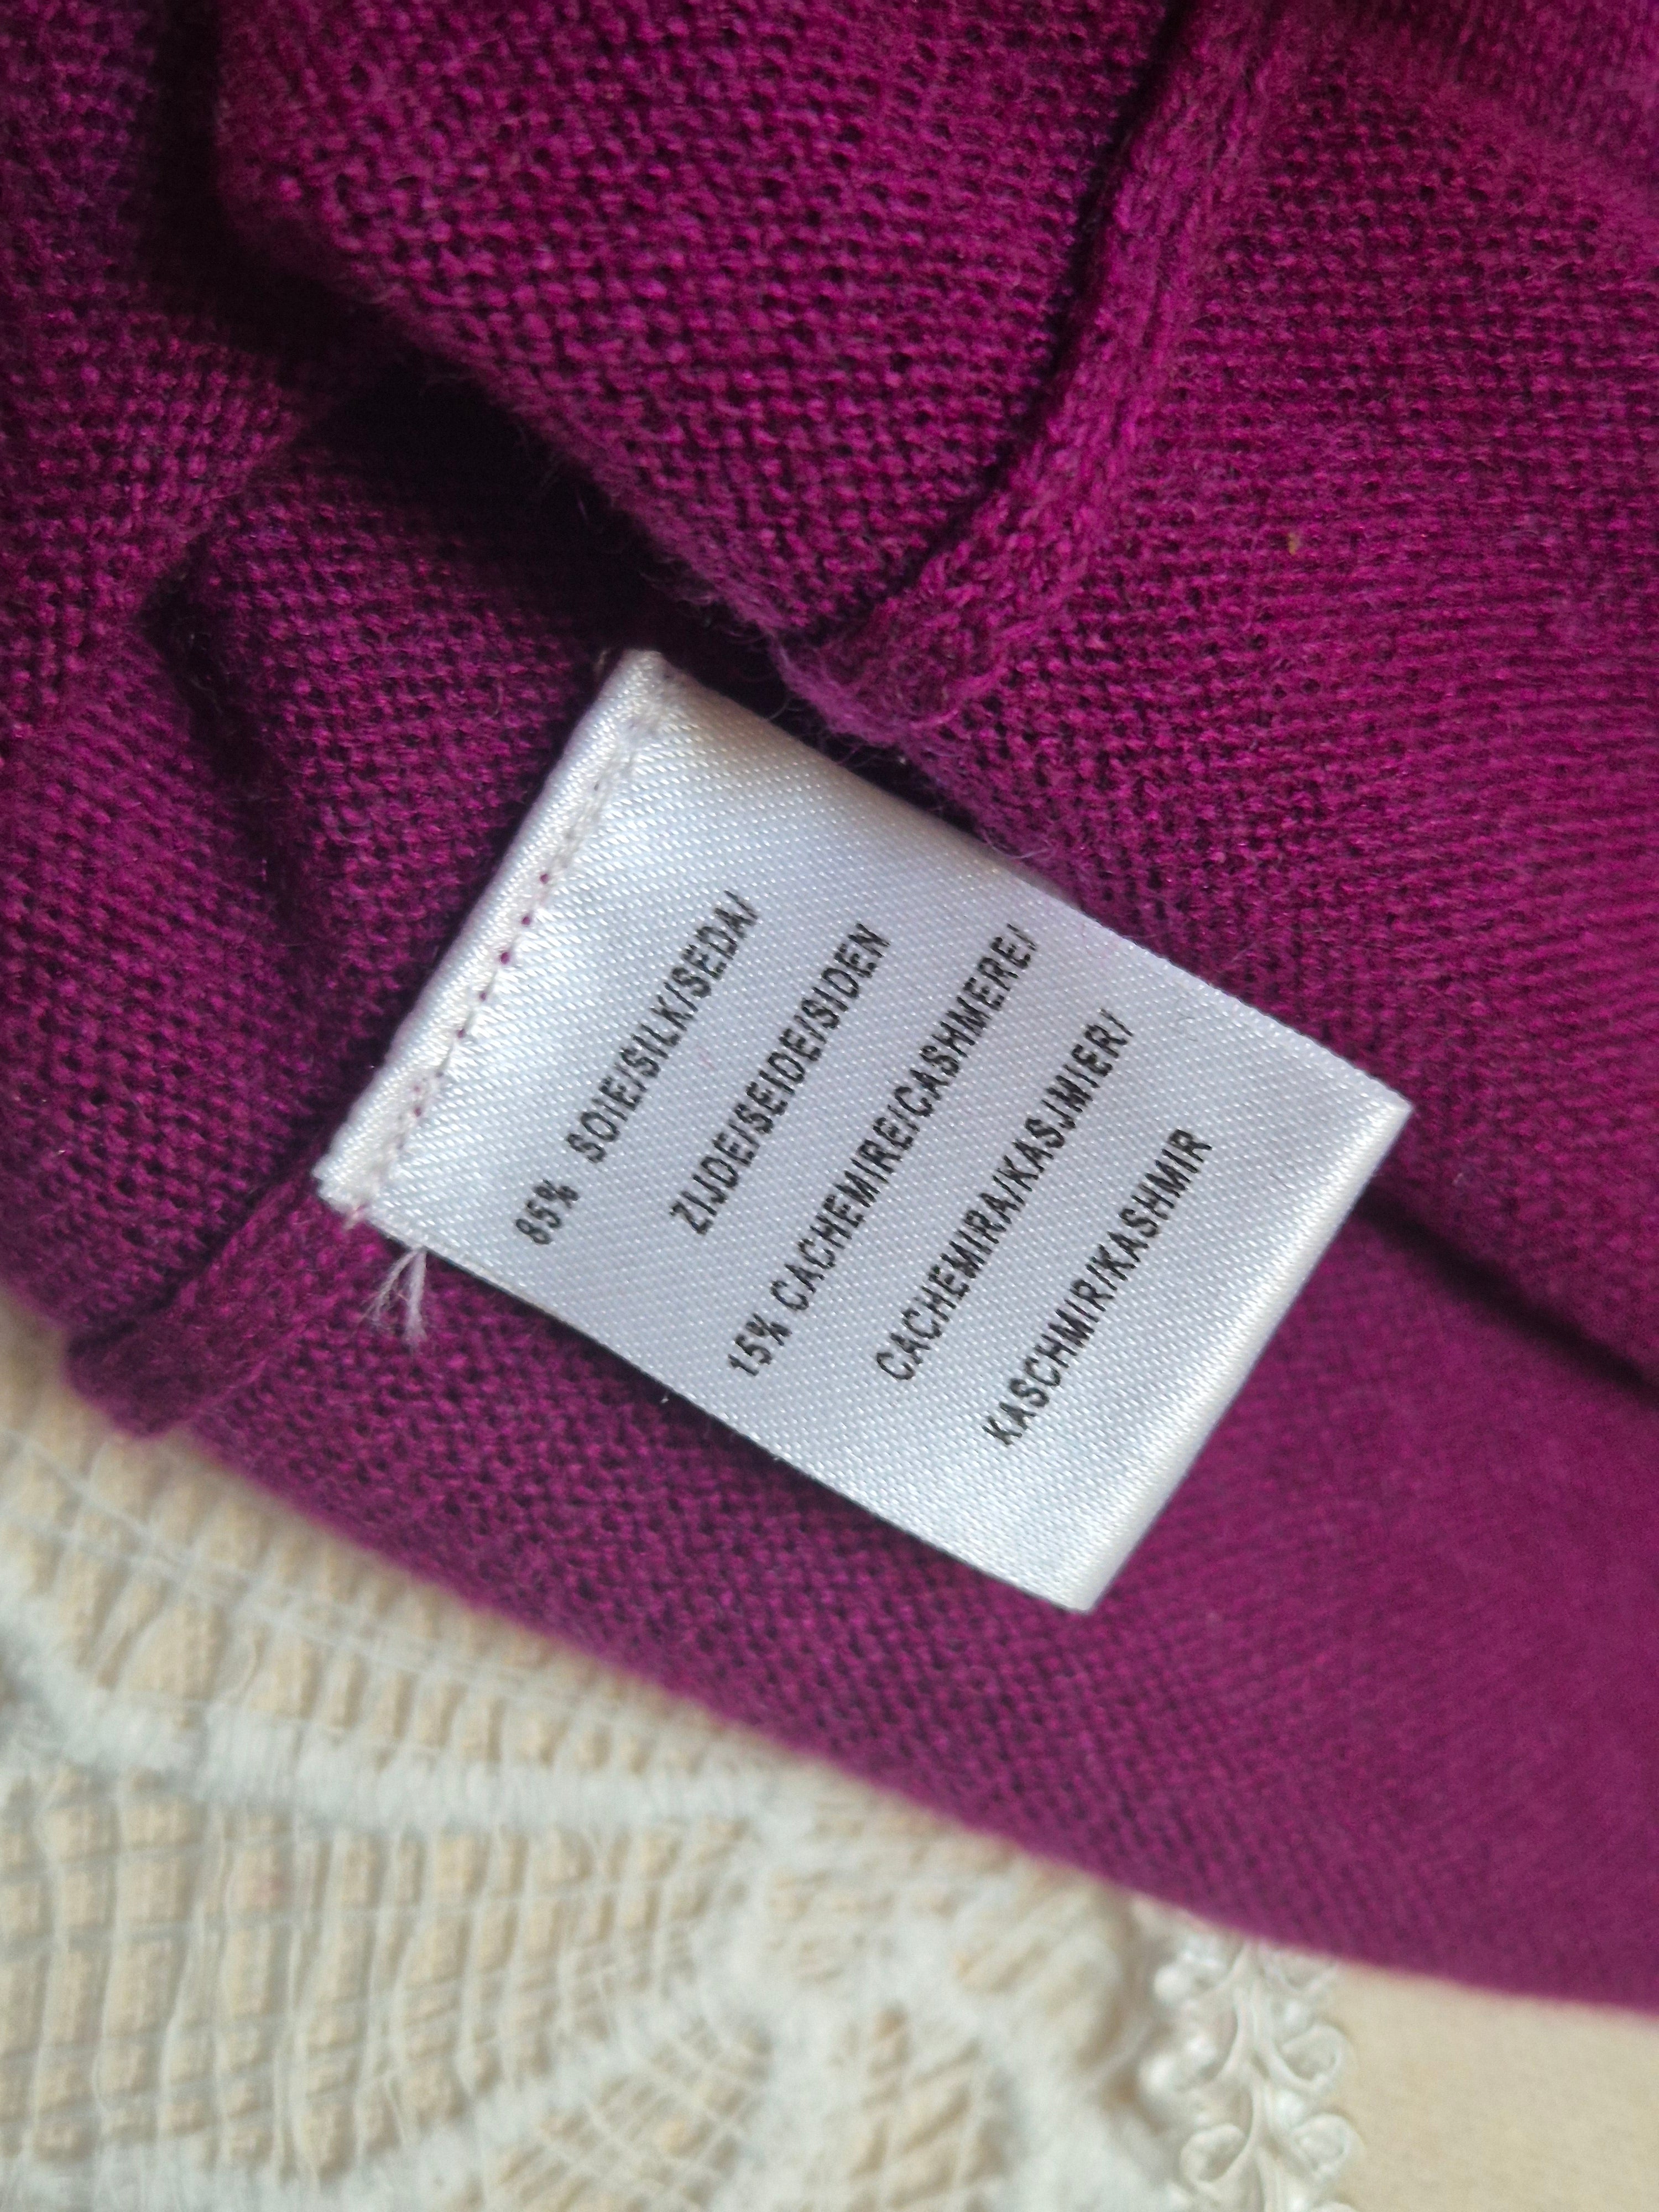 85% SOIE/SILK/SEDA/
ZIJDE/SEIDE/SIDEN
15% CACHEMIRE/CASHMERE/
CACHEMIRA/KASJMIER/
KASCHMIR/KASHMIR